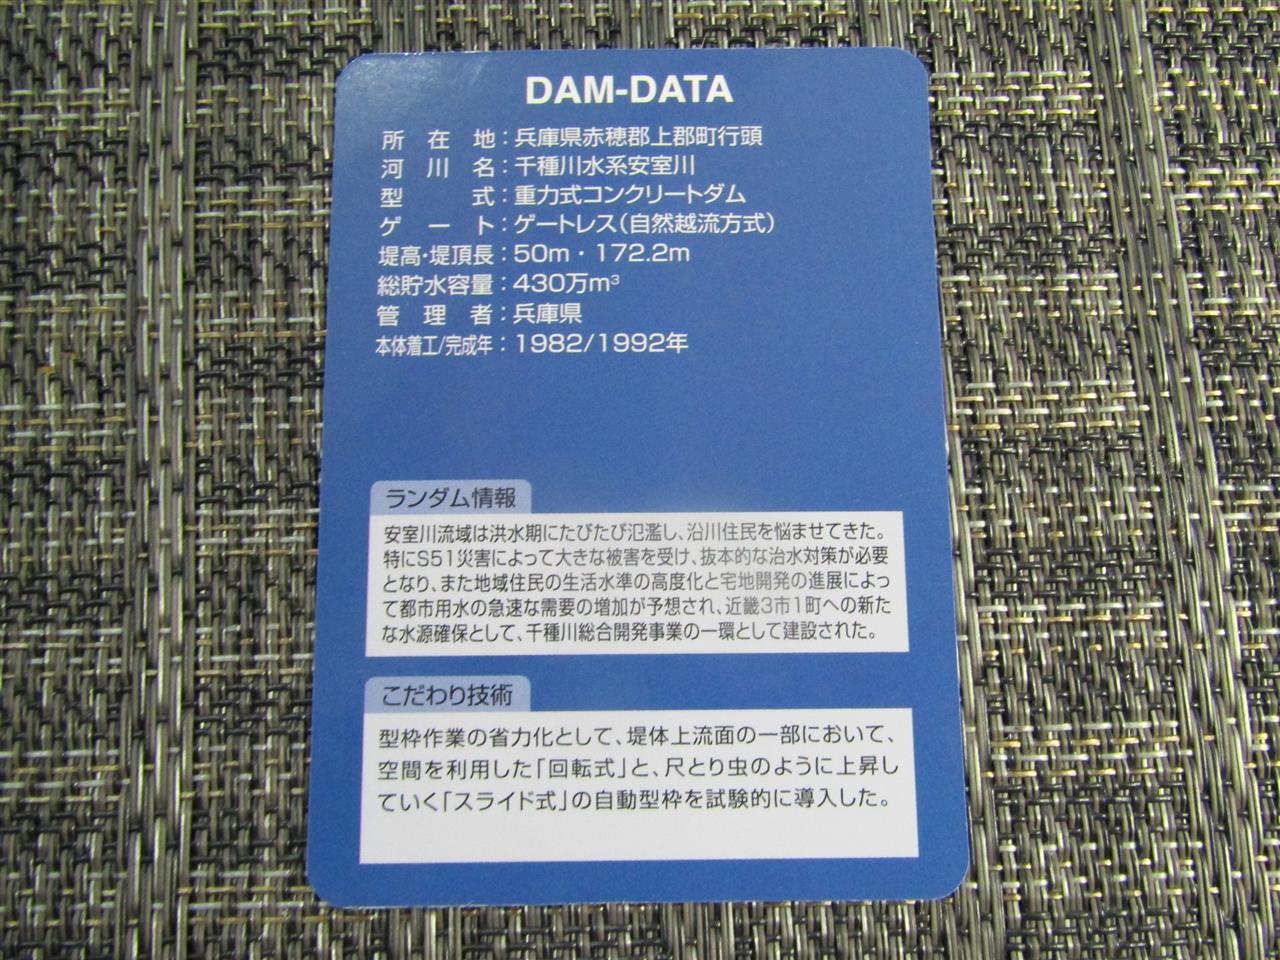 DAM-DATA
所在地：兵庫県赤穂郡上郡町行頭
河川名：千種川水系安室川
型式：重力式コンクリートダム
ゲート：ゲートレス（自然越流方式）
堤高・堤頂長：50m・172.2m
総貯水容量：430万m³
管理者：兵庫県
本体着工/完成年：1982/1992年
ランダム情報
安室川流域は洪水期にたびたび氾濫し、沿川住民を悩ませてきた。
特にS51災害によって大きな被害を受け、抜本的な治水対策が必要
となり、また地域住民の生活水準の高度化と宅地開発の進展によっ
て都市用水の急速な需要の増加が予想され、近畿3市1町への新た
な水源確保として、千種川総合開発事業の一環として建設された。
こだわり技術
型枠作業の省力化として、堤体上流面の一部において、
空間を利用した「回転式」と、尺とり虫のように上昇し
ていく「スライド式」の自動型枠を試験的に導入した。